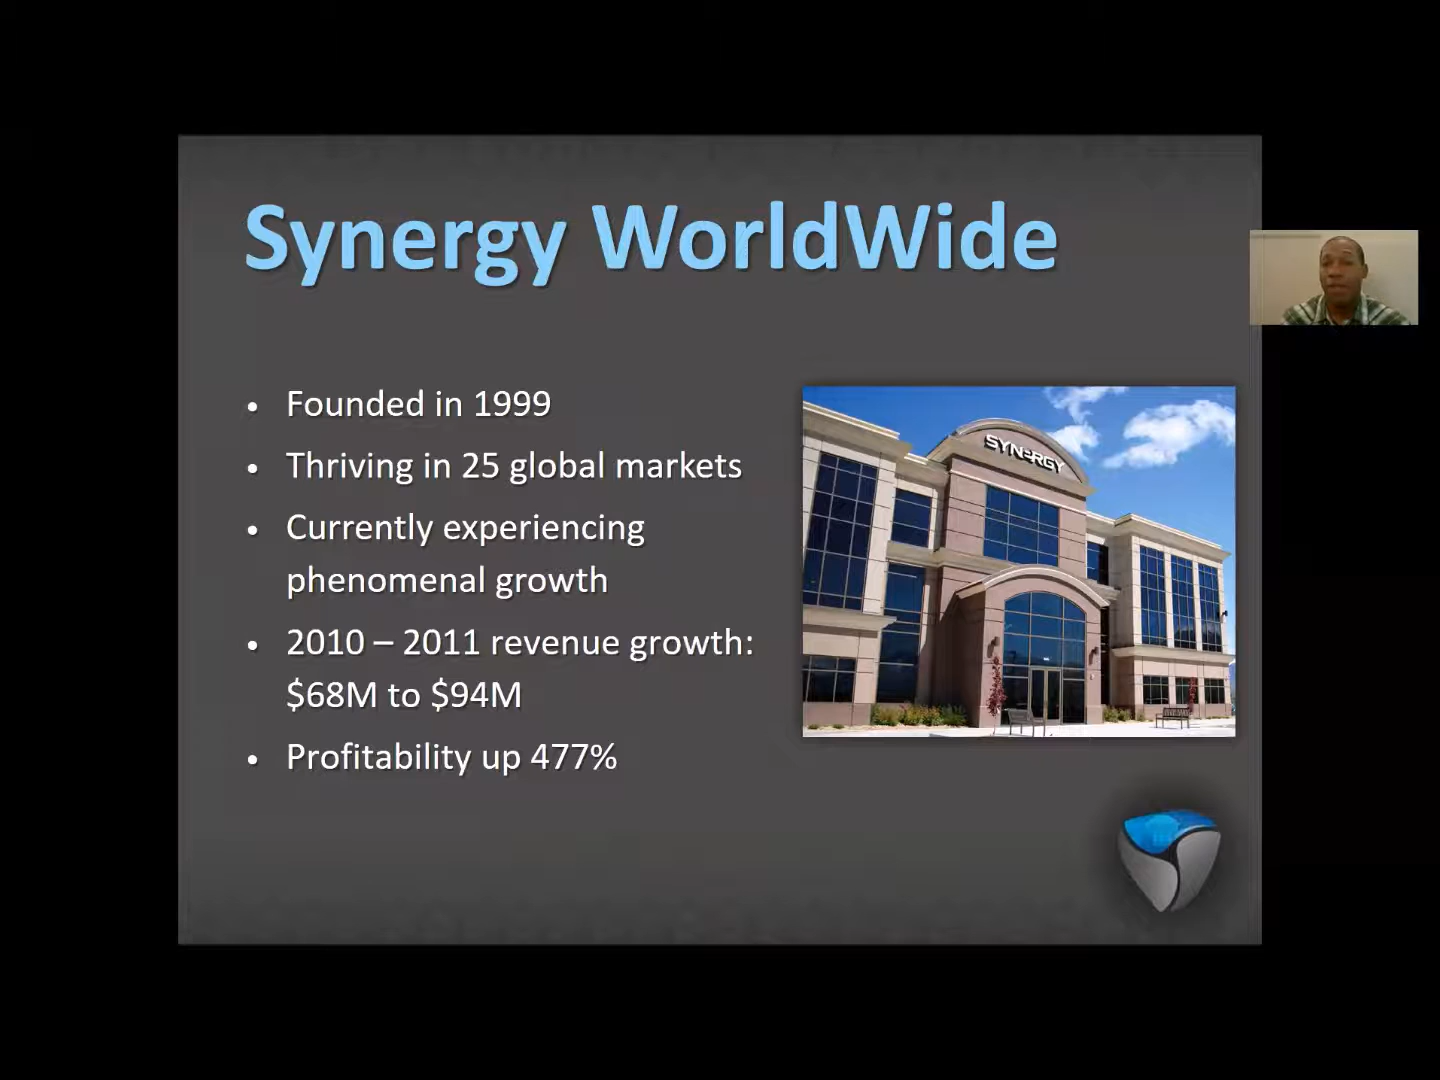 Synergy WorldWide
• Founded in 1999
• Thriving in 25 global markets
• Currently experiencing
phenomenal growth
• 2010 – 2011 revenue growth:
$68M to $94M
• Profitability up 477%
SYNERGY